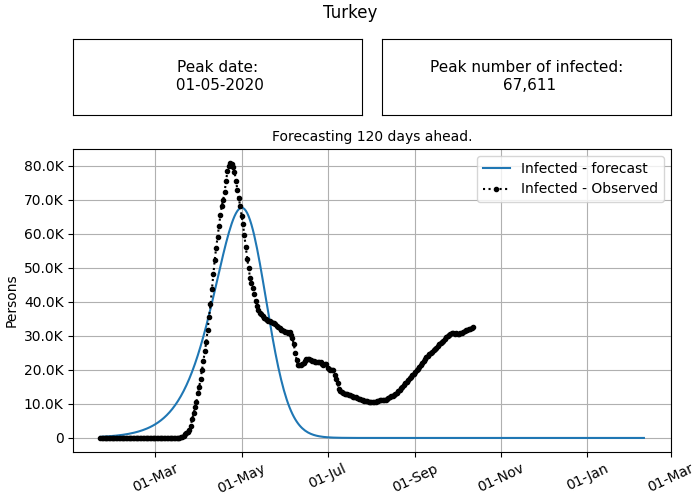 Turkey
Peak date:
01-05-2020
Peak number of infected:
67,611
Forecasting 120 days ahead.
Infected - forecast
Infected - Observed
Persons
80.0K
70.0K
60.0K
50.0K
40.0K
30.0K
20.0K
10.0K
0
01-Mar
01-May
01-Jul
01-Sep
01-Nov
01-Jan
01-Mar